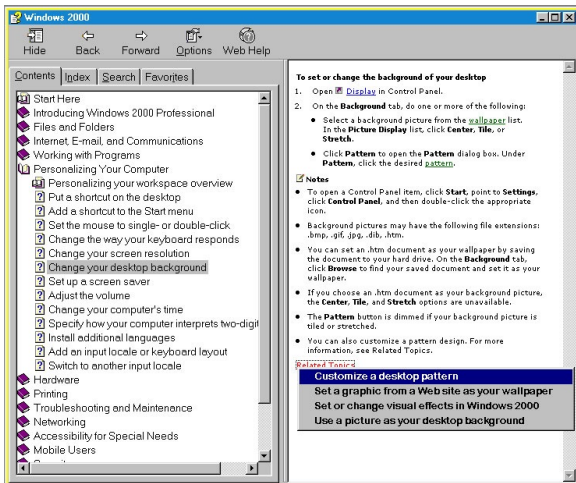 Windows 2000
Hide Back Forward Options Web Help
Contents Index Search Favorites
Start Here
Introducing Windows 2000 Professional
Files and Folders
Internet, E-mail, and Communications
Working with Programs
Personalizing Your Computer
Personalizing your workspace overview
Put a shortcut on the desktop
Add a shortcut to the Start menu
Set the mouse to single- or double-click
Change the way your keyboard responds
Change your screen resolution
Change your desktop background
Set up a screen saver
Adjust the volume
Change your computer's time
Specify how your computer interprets two-digit
Install additional languages
Add an input locale or keyboard layout
Switch to another input locale
Hardware
Printing
Troubleshooting and Maintenance
Networking
Accessibility for Special Needs
Mobile Users
To set or change the background of your desktop
1. Open Display in Control Panel.
2. On the Background tab, do one or more of the following:
• Select a background picture from the wallpaper list.
In the Picture Display list, click Center, Tile, or
Stretch.
• Click Pattern to open the Pattern dialog box. Under
Pattern, click the desired pattern.
Notes
• To open a Control Panel item, click Start, point to Settings,
click Control Panel, and then double-click the appropriate
icon.
• Background pictures may have the following file extensions:
.bmp, .gif, .jpg, .dib, .htm.
• You can set an .htm document as your wallpaper by saving
the document to your hard drive. On the Background tab,
click Browse to find your saved document and set it as your
wallpaper.
• If you choose an .htm document as your background picture,
the Center, Tile, and Stretch options are unavailable.
• The Pattern button is dimmed if your background picture is
tiled or stretched.
• You can also customize a pattern design. For more
information, see Related Topics.
Related Topics
Customize a desktop pattern
Set a graphic from a Web site as your wallpaper
Set or change visual effects in Windows 2000
Use a picture as your desktop background